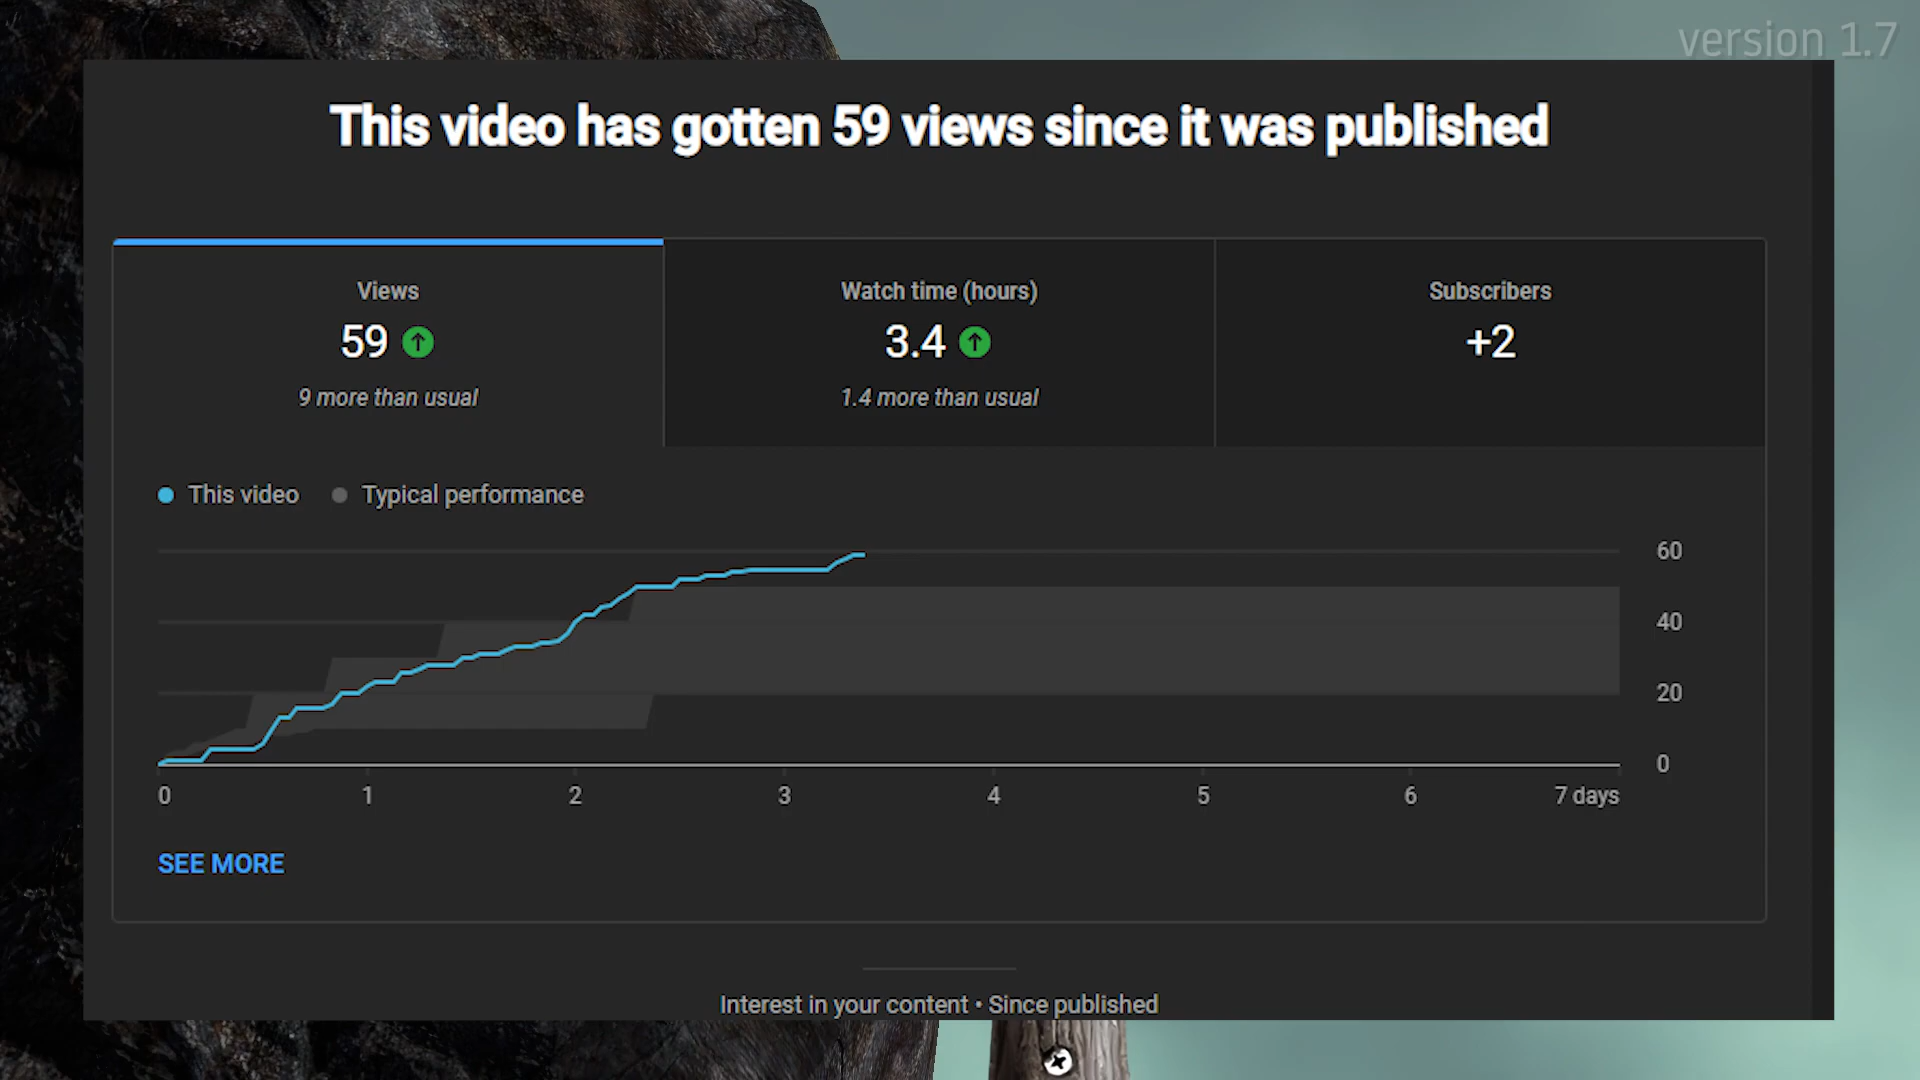 version 1.7
This video has gotten 59 views since it was published
Views
59
9 more than usual
Watch time (hours)
3.4
1.4 more than usual
Subscribers
+2
This video
Typical performance
60
40
20
0
0 1 2 3 4 5 6 7 days
SEE MORE
Interest in your content • Since published